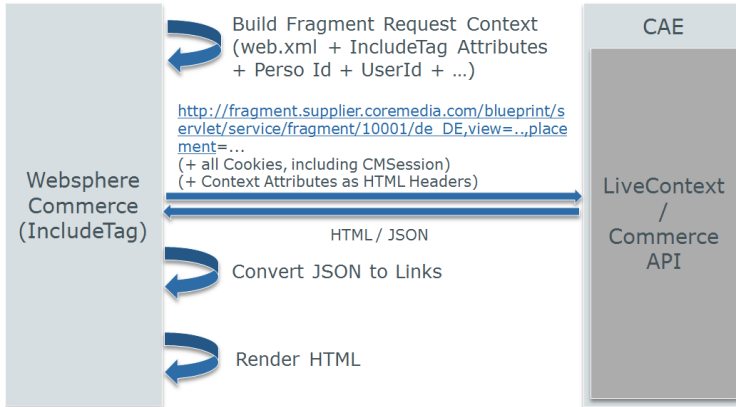 Build Fragment Request Context
(web.xml + IncludeTag Attributes
+ Perso Id + UserId + …)
CAE
http://fragment.supplier.coremedia.com/blueprint/s
ervlet/service/fragment/10001/de_DE,view=..,place
ment=...
(+ all Cookies, including CMSession)
(+ Context Attributes as HTML Headers)
Websphere
Commerce
(IncludeTag)
LiveContext
/
Commerce
API
HTML / JSON
Convert JSON to Links
Render HTML